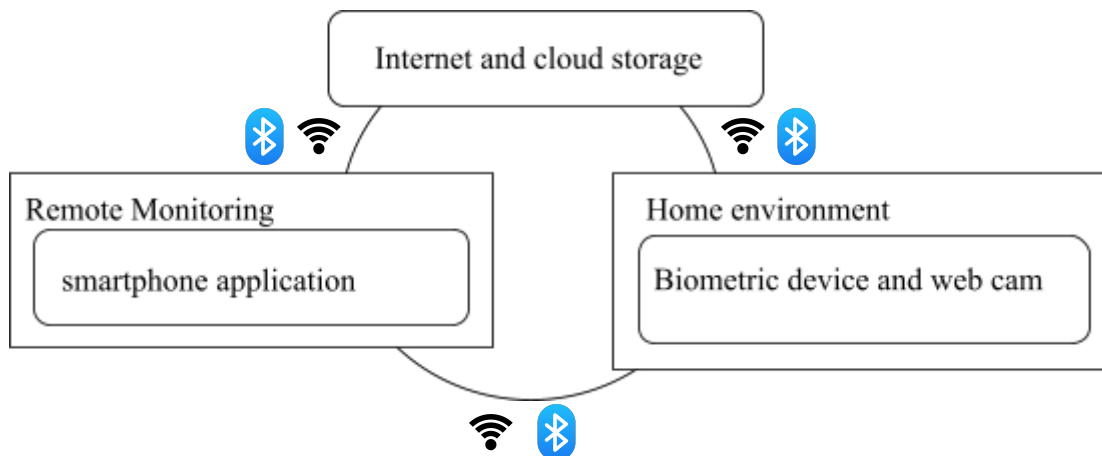 Internet and cloud storage
Remote Monitoring
smartphone application
Home environment
Biometric device and web cam